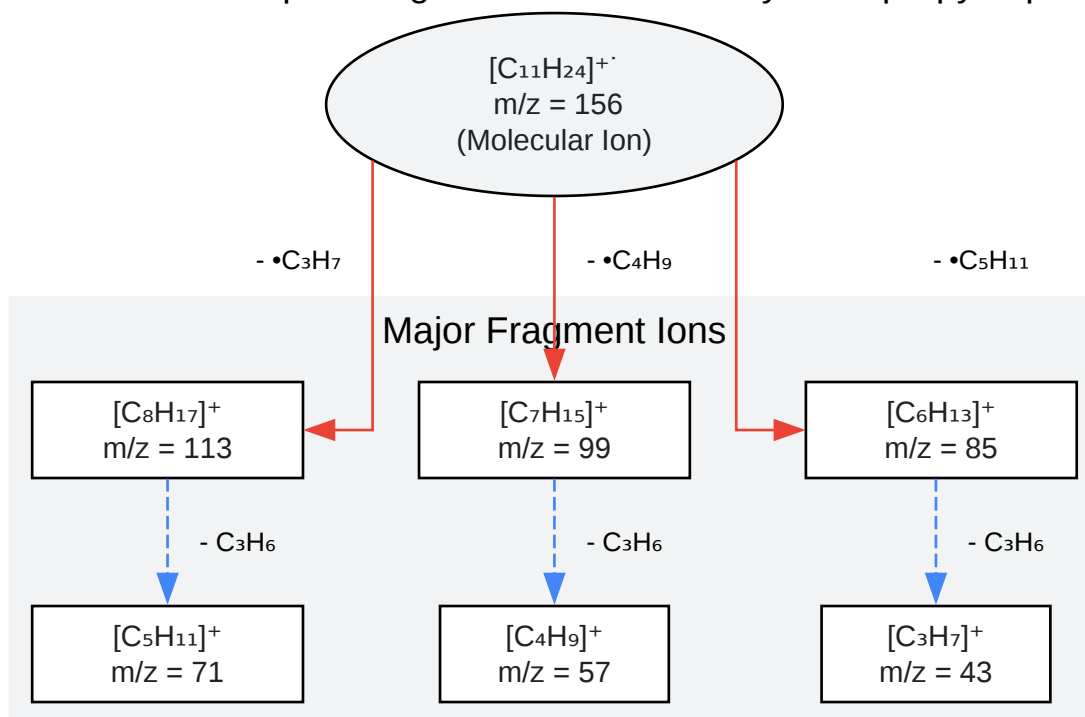 [C₁₁H₂₄]⁺˙
m/z = 156
(Molecular Ion)
- •C₃H₇
- •C₄H₉
- •C₅H₁₁
Major Fragment Ions
[C₈H₁₇]⁺
m/z = 113
[C₇H₁₅]⁺
m/z = 99
[C₆H₁₃]⁺
m/z = 85
- C₃H₆
- C₃H₆
- C₃H₆
[C₅H₁₁]⁺
m/z = 71
[C₄H₉]⁺
m/z = 57
[C₃H₇]⁺
m/z = 43